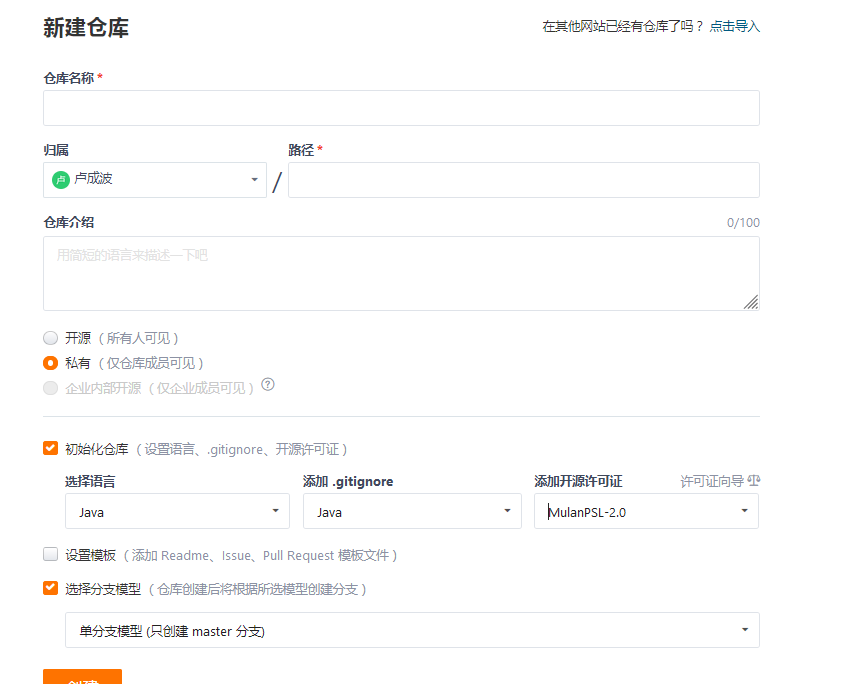 新建仓库
在其他网站已经有仓库了吗？ 点击导入
仓库名称 *
归属
路径 *
卢 卢成波
/
仓库介绍
0/100
用简短的语言来描述一下吧
开源（所有人可见）
私有（仅仓库成员可见）
企业内部开源（仅企业成员可见） ?
初始化仓库（设置语言、.gitignore、开源许可证）
选择语言
添加 .gitignore
添加开源许可证
许可证向导
Java
Java
MulanPSL-2.0
设置模板（添加 Readme、Issue、Pull Request 模板文件）
选择分支模型（仓库创建后将根据所选模型创建分支）
单分支模型 (只创建 master 分支)
创建